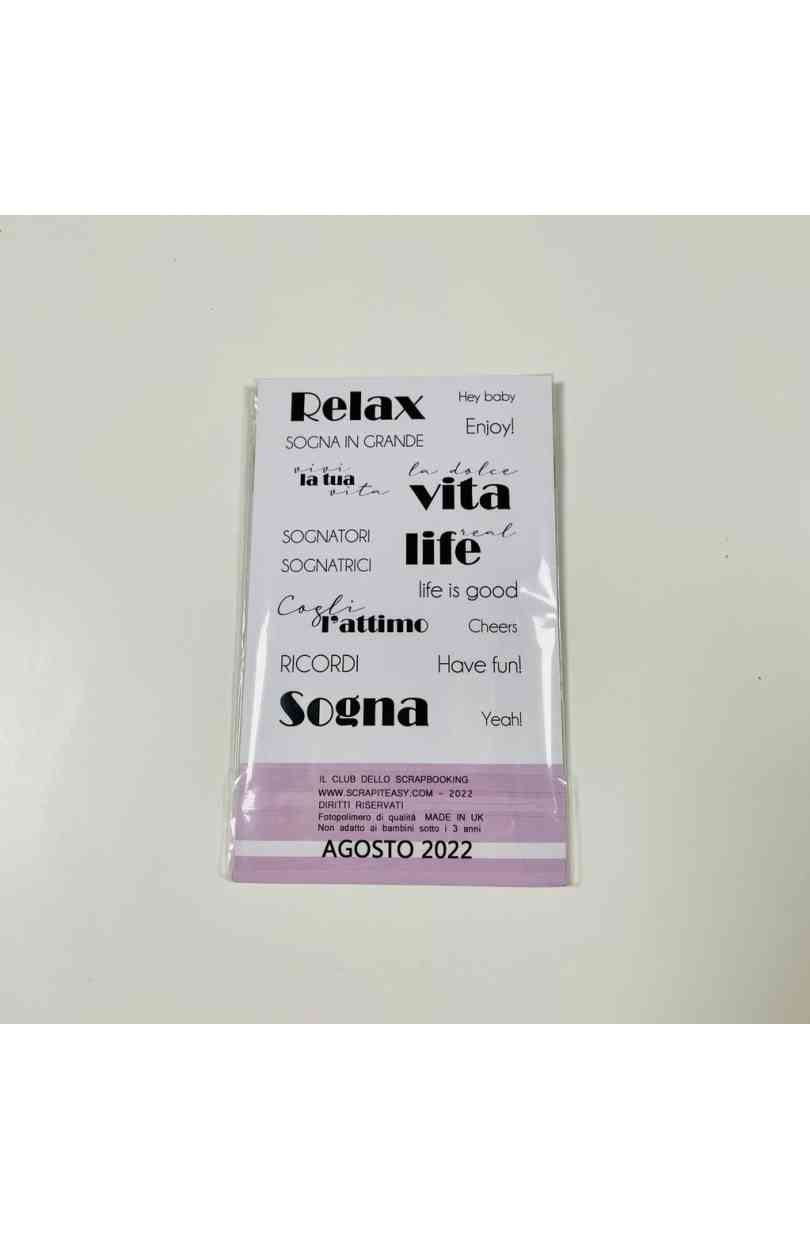 Relax
Hey baby
Enjoy!
SOGNA IN GRANDE
vivi
la tua
vita
la dolce
vita
SOGNATORI
SOGNATRICI
real
life
life is good
Cogli
l'attimo
Cheers
RICORDI
Have fun!
Sogna
Yeah!
IL CLUB DELLO SCRAPBOOKING
WWW.SCRAPITEASY.COM - 2022
DIRITTI RISERVATI
Fotopolimero di qualità MADE IN UK
Non adatto ai bambini sotto i 3 anni
AGOSTO 2022